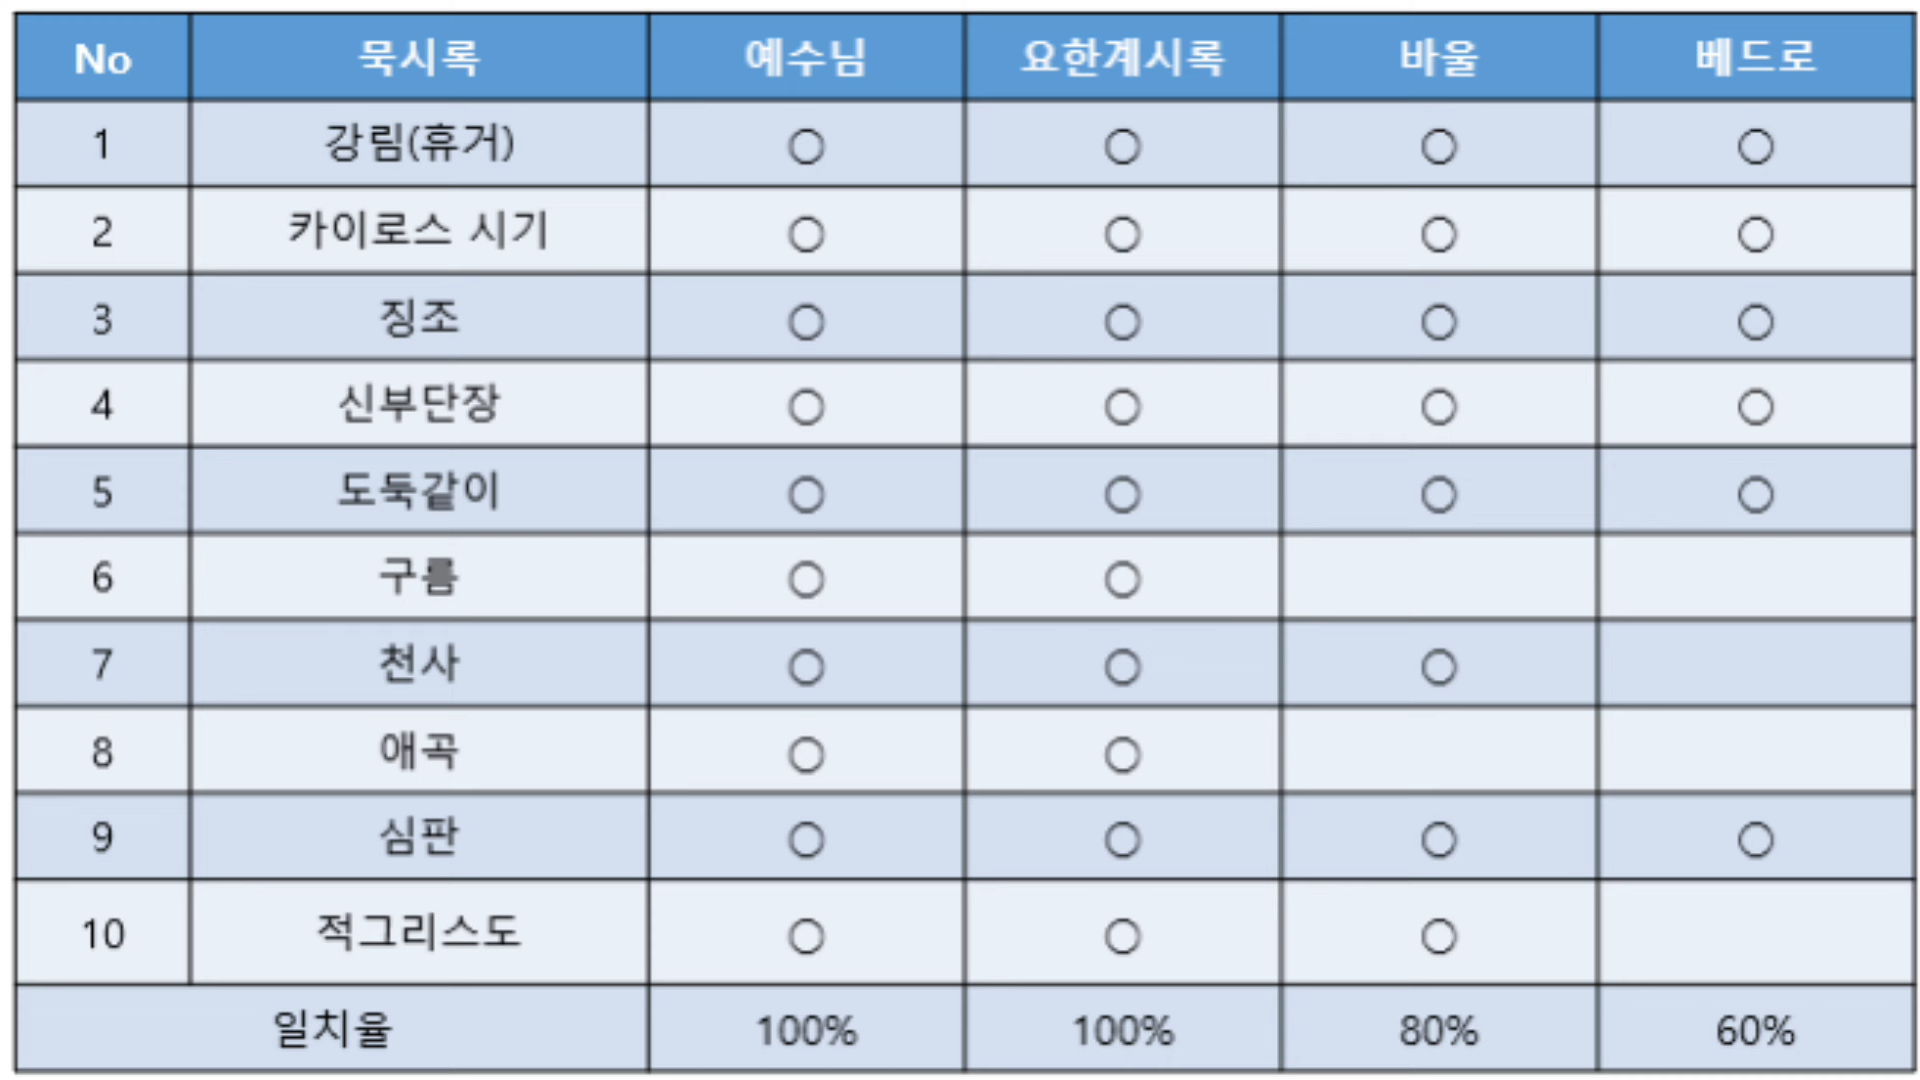 No 묵시록 예수님 요한계시록 바울 베드로
1 강림(휴거) ○ ○ ○ ○
2 카이로스 시기 ○ ○ ○ ○
3 징조 ○ ○ ○ ○
4 신부단장 ○ ○ ○ ○
5 도둑같이 ○ ○ ○ ○
6 구름 ○ ○
7 천사 ○ ○ ○
8 애곡 ○ ○
9 심판 ○ ○ ○ ○
10 적그리스도 ○ ○ ○
일치율 100% 100% 80% 60%